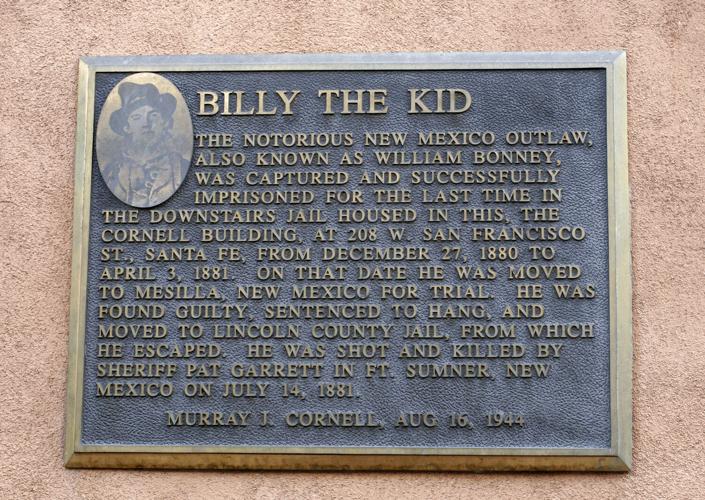 BILLY THE KID
THE NOTORIOUS NEW MEXICO OUTLAW,
ALSO KNOWN AS WILLIAM BONNEY,
WAS CAPTURED AND SUCCESSFULLY
IMPRISONED FOR THE LAST TIME IN
THE DOWNSTAIRS JAIL HOUSED IN THIS, THE
CORNELL BUILDING, AT 208 W. SAN FRANCISCO
ST., SANTA FE, FROM DECEMBER 27, 1880 TO
APRIL 3, 1881. ON THAT DATE HE WAS MOVED
TO MESILLA, NEW MEXICO FOR TRIAL. HE WAS
FOUND GUILTY, SENTENCED TO HANG, AND
MOVED TO LINCOLN COUNTY JAIL, FROM WHICH
HE ESCAPED. HE WAS SHOT AND KILLED BY
SHERIFF PAT GARRETT IN FT. SUMNER, NEW
MEXICO ON JULY 14, 1881.
MURRAY J. CORNELL, AUG 16, 1944